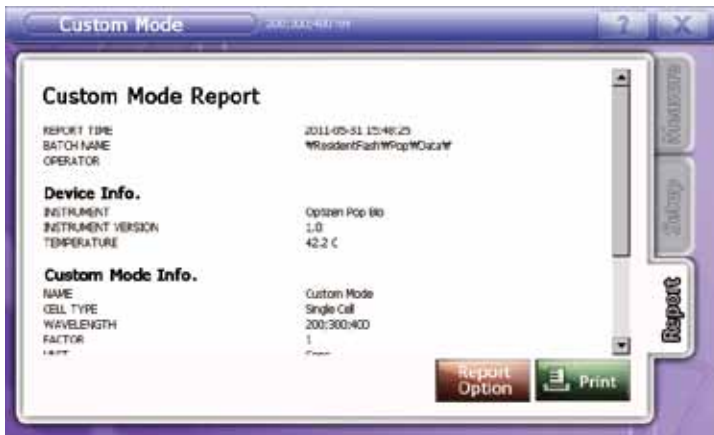 Custom Mode 200:300:400 nm ? X
Custom Mode Report
REPORT TIME 2011-05-31 15:48:25
BATCH NAME ₩ResidentFlash₩Pop₩Data₩
OPERATOR
Device Info.
INSTRUMENT Optizen Pop Bio
INSTRUMENT VERSION 1.0
TEMPERATURE 42.2 C
Custom Mode Info.
NAME Custom Mode
CELL TYPE Single Cell
WAVELENGTH 200:300:400
FACTOR 1
Measure
Setup
Report
Report Option
Print